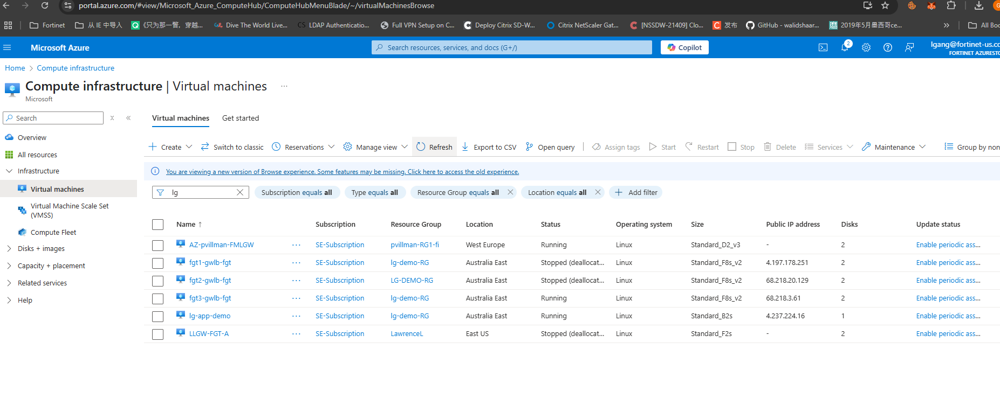 portal.azure.com/#view/Microsoft_Azure_ComputeHub/ComputeHubMenuBlade/~/virtualMachinesBrowse
Fortinet 从 IE 中导入 《只为那一瞥，穿越... Dive The World Live... CS LDAP Authenticatio... Full VPN Setup on C... Deploy Citrix SD-W... Citrix NetScaler Gat... [NSSDW-21409] Clo... 发布 GitHub - walidshaar... 2019年5月墨西哥ce... » All Boo
Microsoft Azure Search resources, services, and docs (G+/) Copilot 2 lgang@fortinet-us.co
FORTINET AZURESTO
Home > Compute infrastructure
Compute infrastructure | Virtual machines ...
Microsoft
Search
Virtual machines Get started
Overview
Create Switch to classic Reservations Manage view Refresh Export to CSV Open query Assign tags Start Restart Stop Delete Services Maintenance Group by non
All resources
Infrastructure
You are viewing a new version of Browse experience. Some features may be missing. Click here to access the old experience.
Virtual machines
lg Subscription equals all Type equals all Resource Group equals all Location equals all Add filter
Virtual Machine Scale Set
(VMSS)
Compute Fleet
Disks + images
Capacity + placement
Related services
Help
Name ↑ Subscription Resource Group Location Status Operating system Size Public IP address Disks Update status
AZ-pvillman-FMLGW ... SE-Subscription pvillman-RG1-fi West Europe Running Linux Standard_D2_v3 - 2 Enable periodic ass...
fgt1-gwlb-fgt ... SE-Subscription lg-demo-RG Australia East Stopped (deallocat... Linux Standard_F8s_v2 4.197.178.251 2 Enable periodic ass...
fgt2-gwlb-fgt ... SE-Subscription LG-DEMO-RG Australia East Stopped (deallocat... Linux Standard_F8s_v2 68.218.20.129 2 Enable periodic ass...
fgt3-gwlb-fgt ... SE-Subscription lg-demo-RG Australia East Running Linux Standard_F8s_v2 68.218.3.61 2 Enable periodic ass...
lg-app-demo ... SE-Subscription lg-demo-RG Australia East Running Linux Standard_B2s 4.237.224.16 1 Enable periodic ass...
LLGW-FGT-A ... SE-Subscription LawrenceL East US Stopped (deallocat... Linux Standard_F2s - 2 Enable periodic ass...